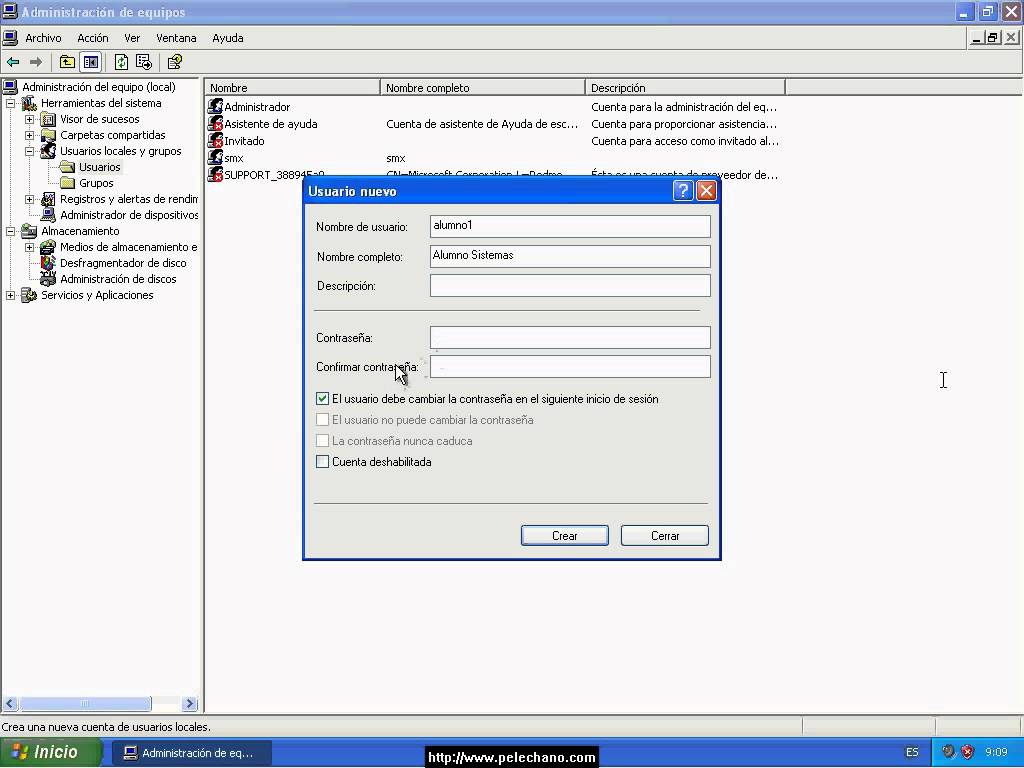 Administración de equipos
Archivo Acción Ver Ventana Ayuda
Administración del equipo (local)
Herramientas del sistema
Visor de sucesos
Carpetas compartidas
Usuarios locales y grupos
Usuarios
Grupos
Registros y alertas de rendin
Administrador de dispositivos
Almacenamiento
Medios de almacenamiento e
Desfragmentador de disco
Administración de discos
Servicios y Aplicaciones
Nombre Nombre completo Descripción
Administrador Cuenta para la administración del eq...
Asistente de ayuda Cuenta de asistente de Ayuda de esc... Cuenta para proporcionar asistencia...
Invitado Cuenta para acceso como invitado al...
smx smx
SUPPORT_388945a0 CN=Microsoft Corporation,L=Redmo... Ésta es una cuenta de proveedor de...
Usuario nuevo
Nombre de usuario: alumno1
Nombre completo: Alumno Sistemas
Descripción:
Contraseña:
Confirmar contraseña:
El usuario debe cambiar la contraseña en el siguiente inicio de sesión
El usuario no puede cambiar la contraseña
La contraseña nunca caduca
Cuenta deshabilitada
Crear Cerrar
Crea una nueva cuenta de usuarios locales.
Inicio Administración de eq... ES 9:09
http://www.pelechano.com